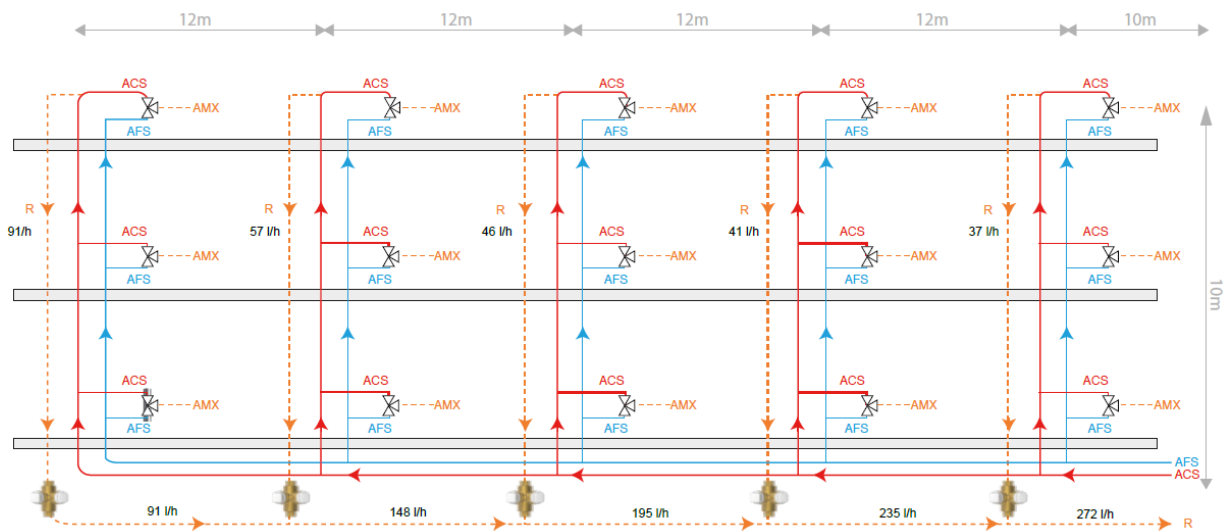 12m 12m 12m 12m 10m
ACS ACS ACS ACS ACS
AMX AMX AMX AMX AMX
AFS AFS AFS AFS AFS
R R R R R
91/h 57 l/h 46 l/h 41 l/h 37 l/h
ACS ACS ACS ACS ACS
AMX AMX AMX AMX AMX
AFS AFS AFS AFS AFS
10m
ACS ACS ACS ACS ACS
AMX AMX AMX AMX AMX
AFS AFS AFS AFS AFS
AFS
ACS
91 l/h 148 l/h 195 l/h 235 l/h 272 l/h R